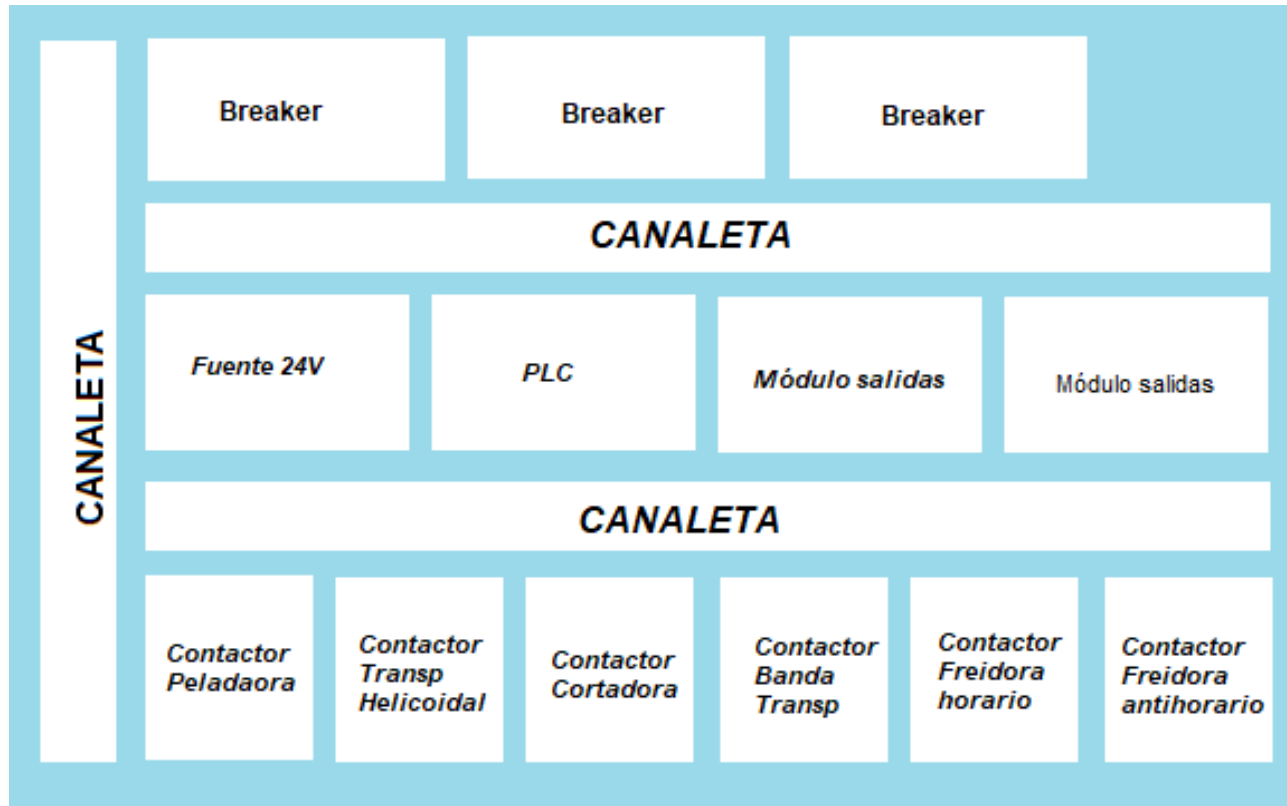 CANALETA
Breaker
Breaker
Breaker
CANALETA
Fuente 24V
PLC
Módulo salidas
Módulo salidas
CANALETA
Contactor
Peladaora
Contactor
Transp
Helicoidal
Contactor
Cortadora
Contactor
Banda
Transp
Contactor
Freidora
horario
Contactor
Freidora
antihorario